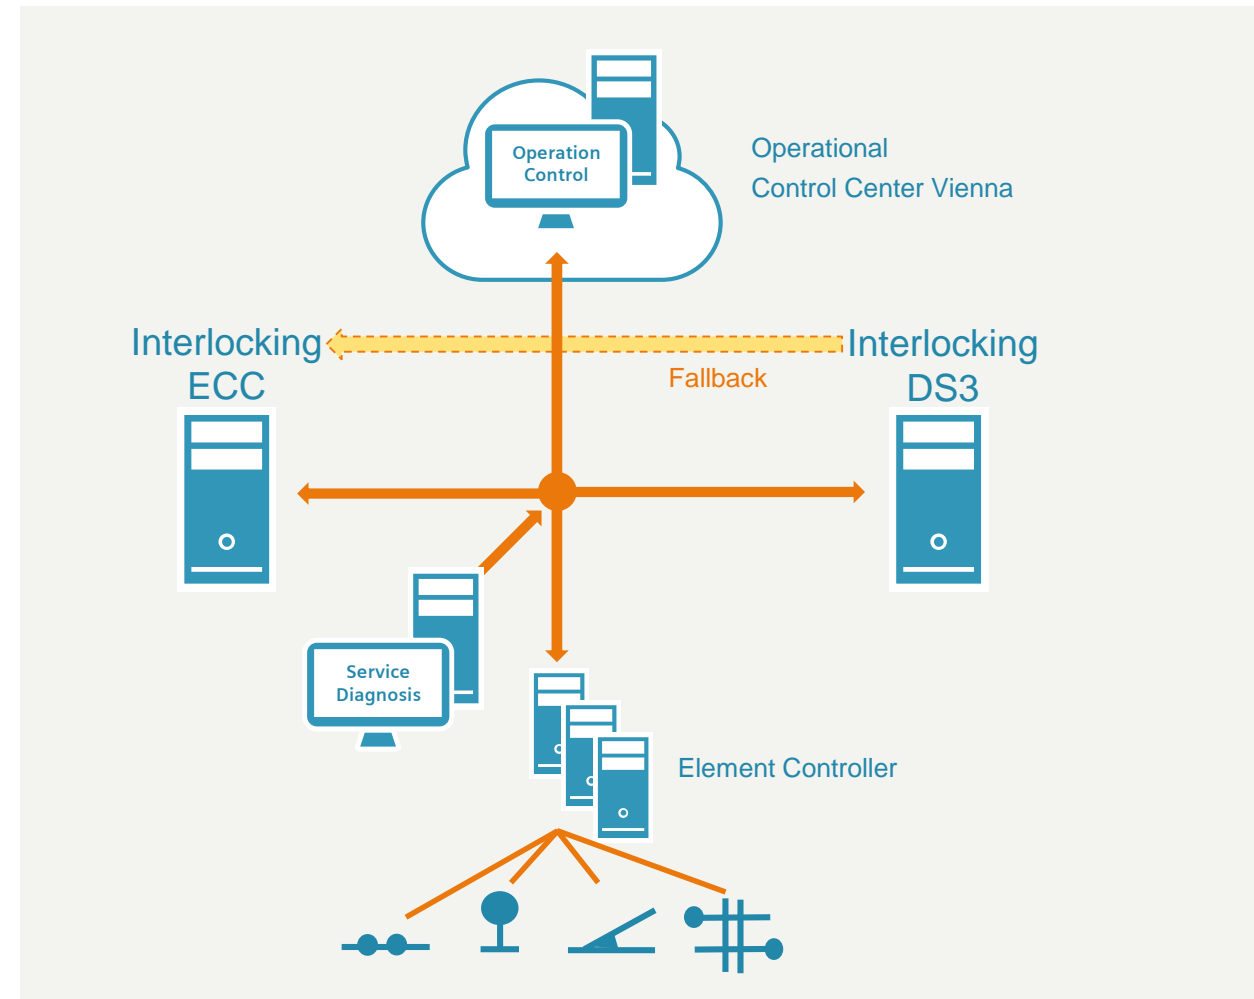 Operation
Control
Operational
Control Center Vienna
Interlocking
ECC
Interlocking
DS3
Fallback
Service
Diagnosis
Element Controller